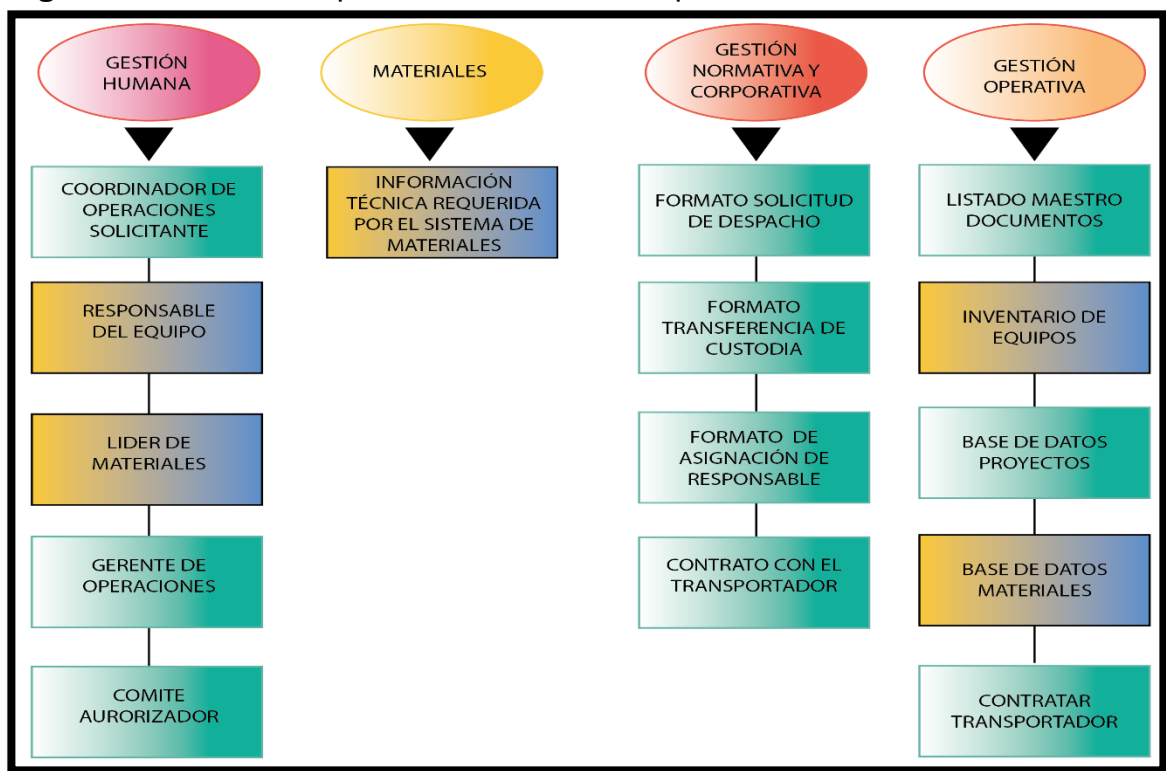 GESTIÓN
HUMANA
COORDINADOR DE
OPERACIONES
SOLICITANTE
RESPONSABLE
DEL EQUIPO
LIDER DE
MATERIALES
GERENTE DE
OPERACIONES
COMITE
AURORIZADOR
MATERIALES
INFORMACIÓN
TÉCNICA REQUERIDA
POR EL SISTEMA DE
MATERIALES
GESTIÓN
NORMATIVA Y
CORPORATIVA
FORMATO SOLICITUD
DE DESPACHO
FORMATO
TRANSFERENCIA DE
CUSTODIA
FORMATO DE
ASIGNACIÓN DE
RESPONSABLE
CONTRATO CON EL
TRANSPORTADOR
GESTIÓN
OPERATIVA
LISTADO MAESTRO
DOCUMENTOS
INVENTARIO DE
EQUIPOS
BASE DE DATOS
PROYECTOS
BASE DE DATOS
MATERIALES
CONTRATAR
TRANSPORTADOR